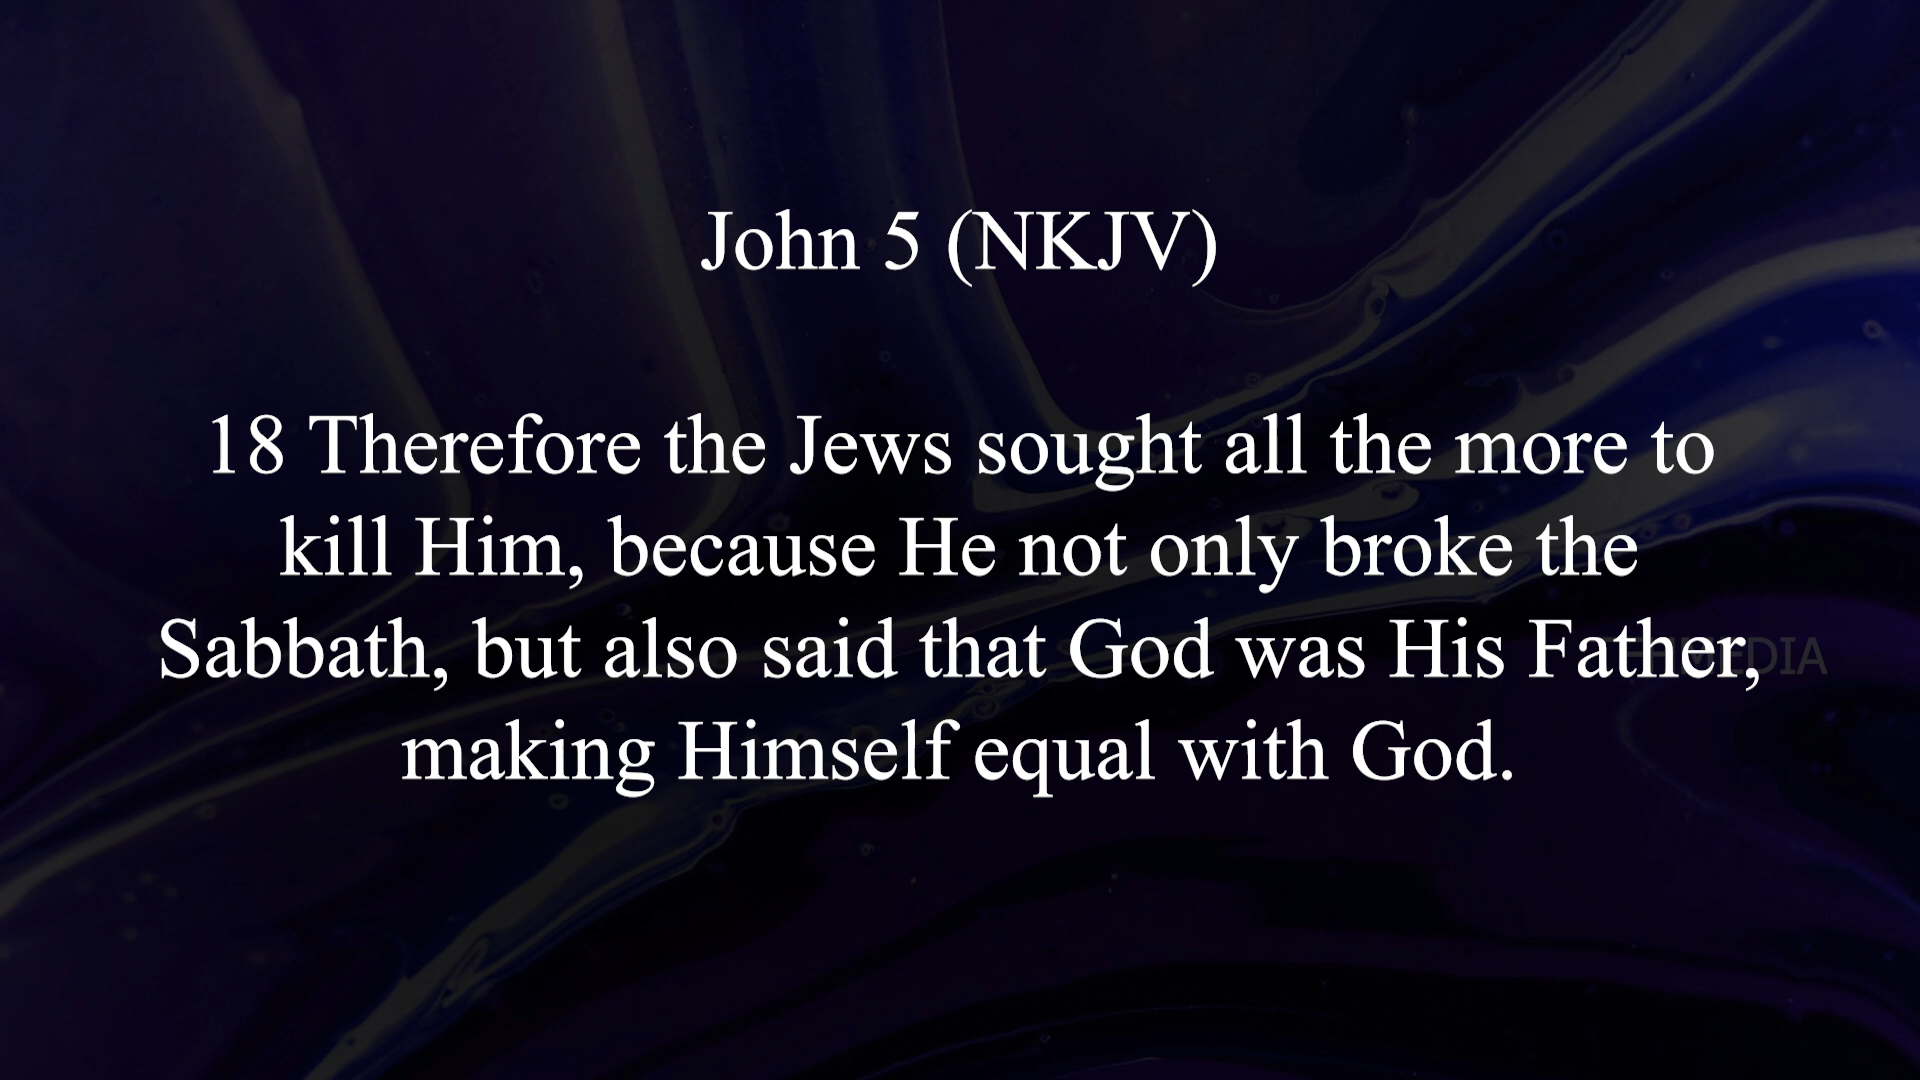 John 5 (NKJV)
18 Therefore the Jews sought all the more to
kill Him, because He not only broke the
Sabbath, but also said that God was His Father,
making Himself equal with God.